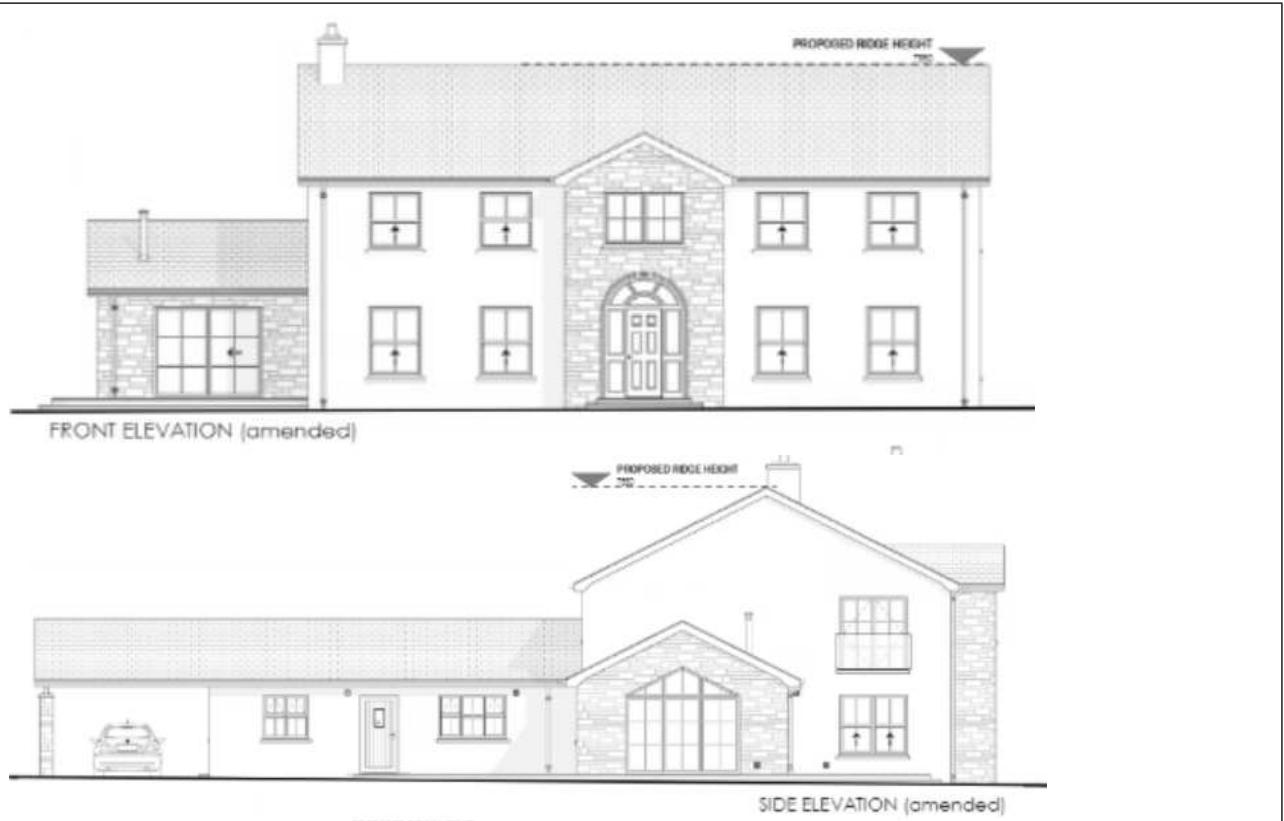 PROPOSED RIDGE HEIGHT
FRONT ELEVATION (amended)
PROPOSED RIDGE HEIGHT
SIDE ELEVATION (amended)